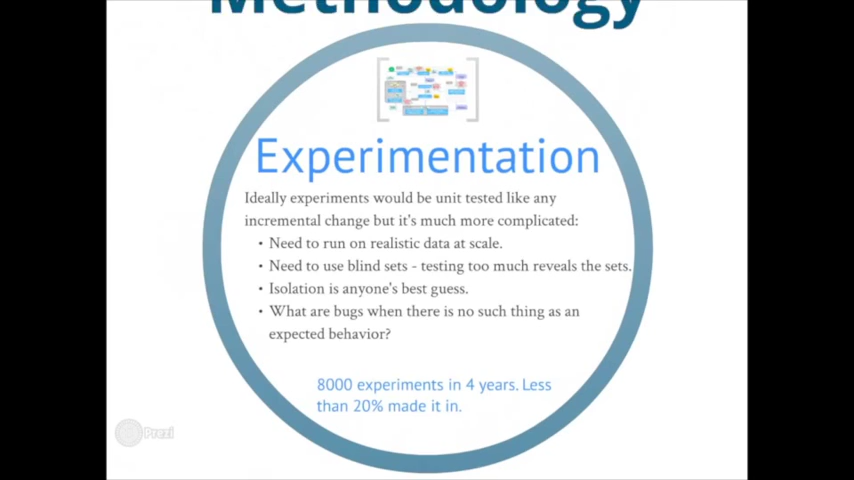 Methodology
Experimentation
Ideally experiments would be unit tested like any
incremental change but it's much more complicated:
• Need to run on realistic data at scale.
• Need to use blind sets - testing too much reveals the sets.
• Isolation is anyone's best guess.
• What are bugs when there is no such thing as an
expected behavior?
8000 experiments in 4 years. Less
than 20% made it in.
Prezi